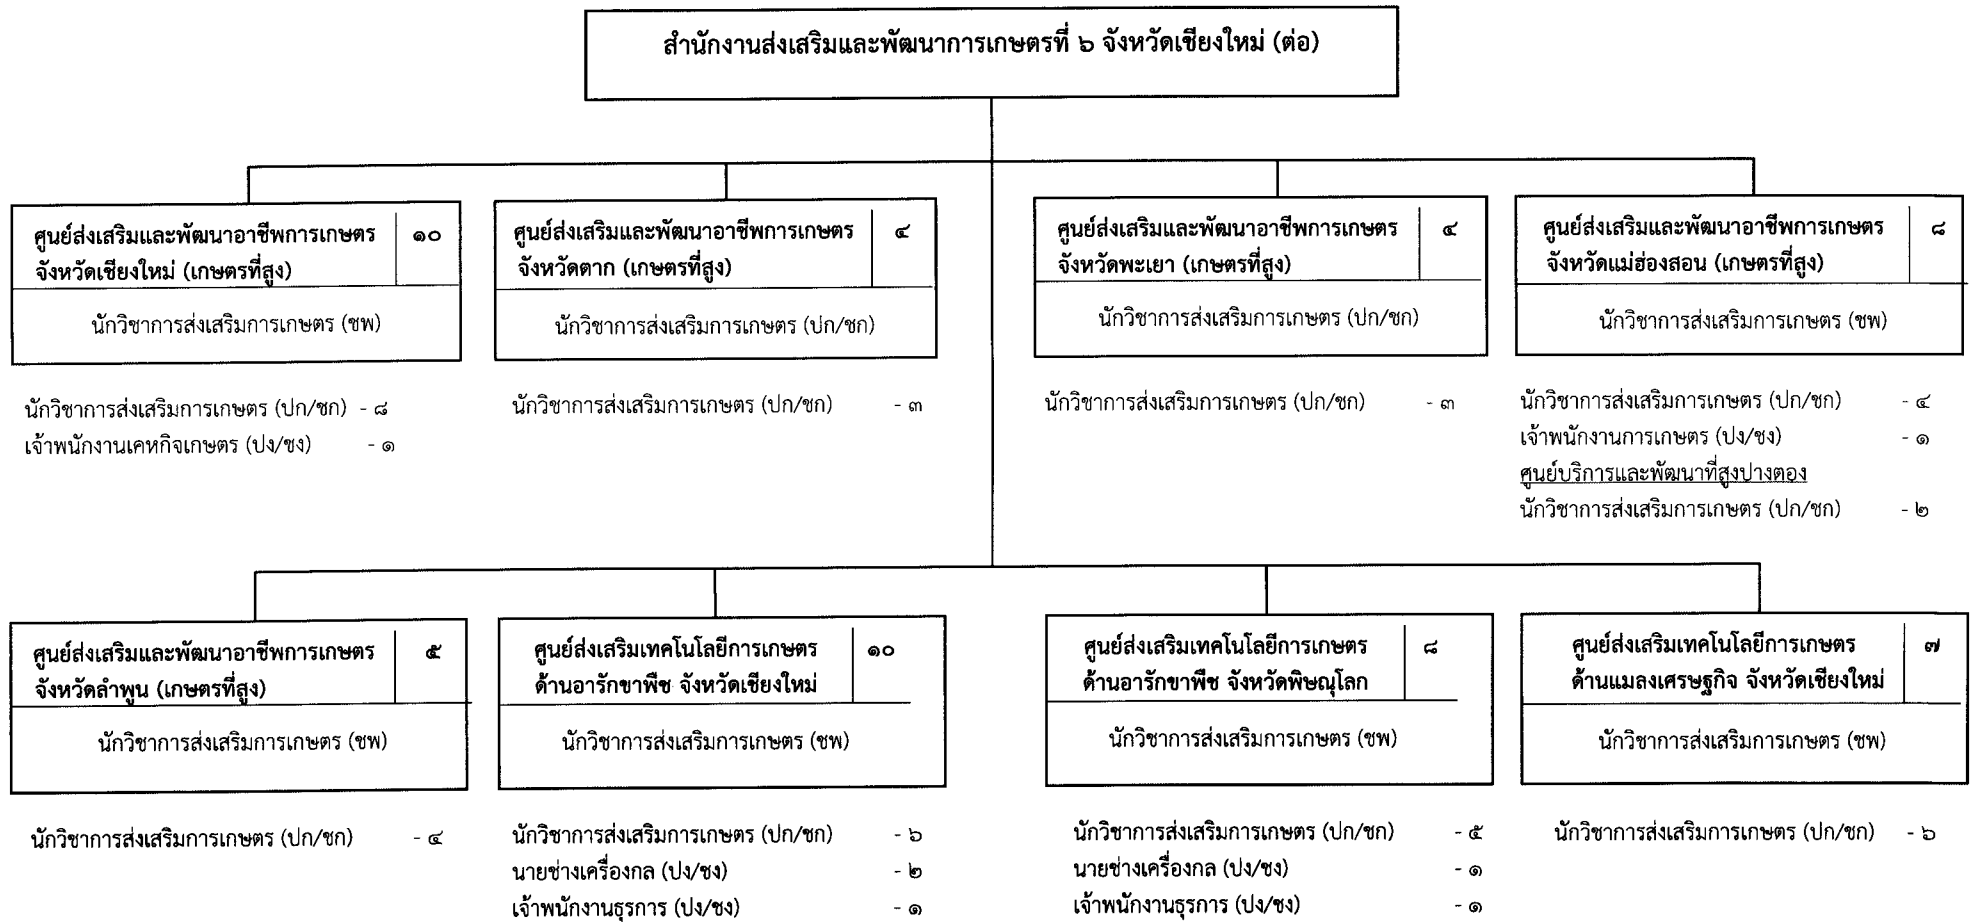 สำนักงานส่งเสริมและพัฒนาการเกษตรที่ ๖ จังหวัดเชียงใหม่ (ต่อ)
ศูนย์ส่งเสริมและพัฒนาอาชีพการเกษตร ๑๐
จังหวัดเชียงใหม่ (เกษตรที่สูง)
นักวิชาการส่งเสริมการเกษตร (ชพ)
นักวิชาการส่งเสริมการเกษตร (ปก/ชก) - ๘
เจ้าพนักงานเคหกิจเกษตร (ปง/ชง) - ๑
ศูนย์ส่งเสริมและพัฒนาอาชีพการเกษตร ๔
จังหวัดตาก (เกษตรที่สูง)
นักวิชาการส่งเสริมการเกษตร (ปก/ชก)
นักวิชาการส่งเสริมการเกษตร (ปก/ชก) - ๓
ศูนย์ส่งเสริมและพัฒนาอาชีพการเกษตร ๔
จังหวัดพะเยา (เกษตรที่สูง)
นักวิชาการส่งเสริมการเกษตร (ปก/ชก)
นักวิชาการส่งเสริมการเกษตร (ปก/ชก) - ๓
ศูนย์ส่งเสริมและพัฒนาอาชีพการเกษตร ๘
จังหวัดแม่ฮ่องสอน (เกษตรที่สูง)
นักวิชาการส่งเสริมการเกษตร (ชพ)
นักวิชาการส่งเสริมการเกษตร (ปก/ชก) - ๔
เจ้าพนักงานการเกษตร (ปง/ชง) - ๑
ศูนย์บริการและพัฒนาที่สูงปางตอง
นักวิชาการส่งเสริมการเกษตร (ปก/ชก) - ๒
ศูนย์ส่งเสริมและพัฒนาอาชีพการเกษตร ๕
จังหวัดลำพูน (เกษตรที่สูง)
นักวิชาการส่งเสริมการเกษตร (ชพ)
นักวิชาการส่งเสริมการเกษตร (ปก/ชก) - ๔
ศูนย์ส่งเสริมเทคโนโลยีการเกษตร ๑๐
ด้านอารักขาพืช จังหวัดเชียงใหม่
นักวิชาการส่งเสริมการเกษตร (ชพ)
นักวิชาการส่งเสริมการเกษตร (ปก/ชก) - ๖
นายช่างเครื่องกล (ปง/ชง) - ๒
เจ้าพนักงานธุรการ (ปง/ชง) - ๑
ศูนย์ส่งเสริมเทคโนโลยีการเกษตร ๘
ด้านอารักขาพืช จังหวัดพิษณุโลก
นักวิชาการส่งเสริมการเกษตร (ชพ)
นักวิชาการส่งเสริมการเกษตร (ปก/ชก) - ๕
นายช่างเครื่องกล (ปง/ชง) - ๑
เจ้าพนักงานธุรการ (ปง/ชง) - ๑
ศูนย์ส่งเสริมเทคโนโลยีการเกษตร ๗
ด้านแมลงเศรษฐกิจ จังหวัดเชียงใหม่
นักวิชาการส่งเสริมการเกษตร (ชพ)
นักวิชาการส่งเสริมการเกษตร (ปก/ชก) - ๖